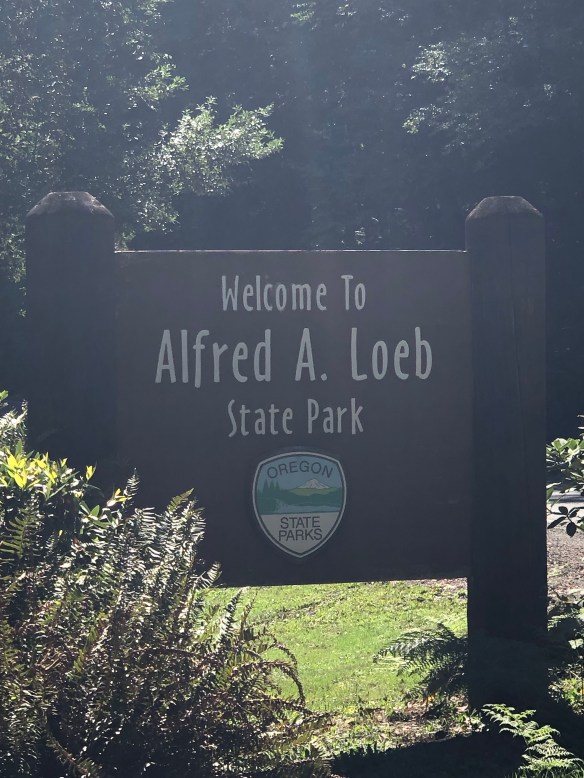 Welcome To
Alfred A. Loeb
State Park
OREGON
STATE
PARKS